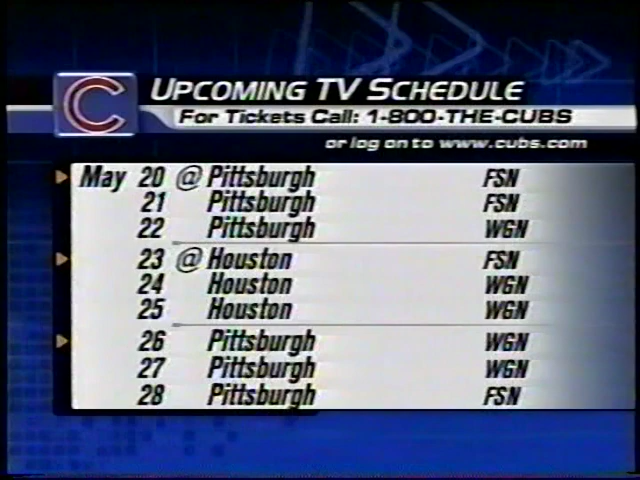 C
UPCOMING TV SCHEDULE
For Tickets Call: 1-800-THE-CUBS
or log on to www.cubs.com
May 20 @ Pittsburgh FSN
21 Pittsburgh FSN
22 Pittsburgh WGN
23 @ Houston FSN
24 Houston WGN
25 Houston WGN
26 Pittsburgh WGN
27 Pittsburgh WGN
28 Pittsburgh FSN